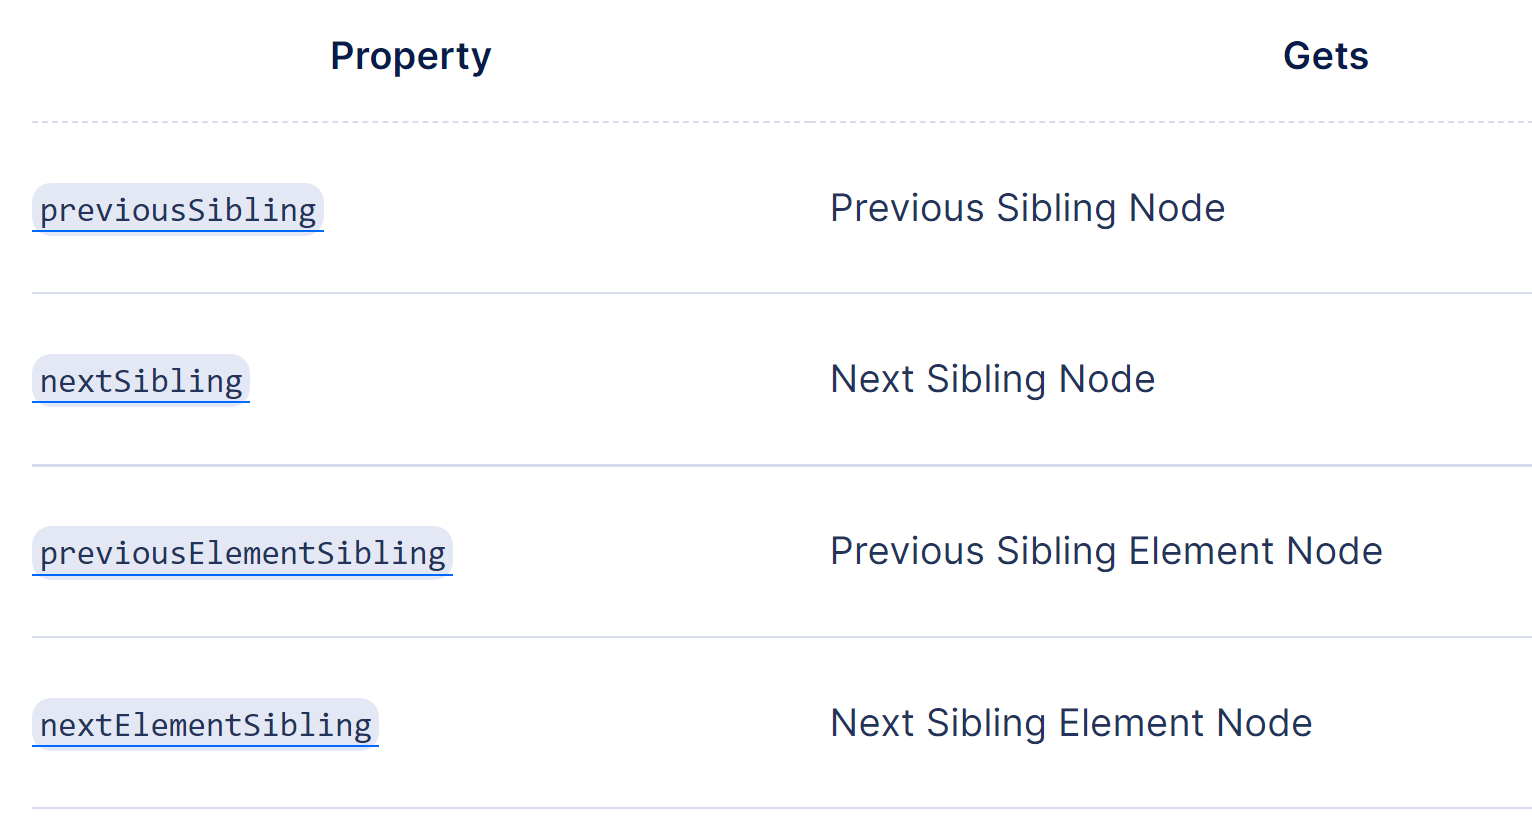 Property Gets
previousSibling Previous Sibling Node
nextSibling Next Sibling Node
previousElementSibling Previous Sibling Element Node
nextElementSibling Next Sibling Element Node